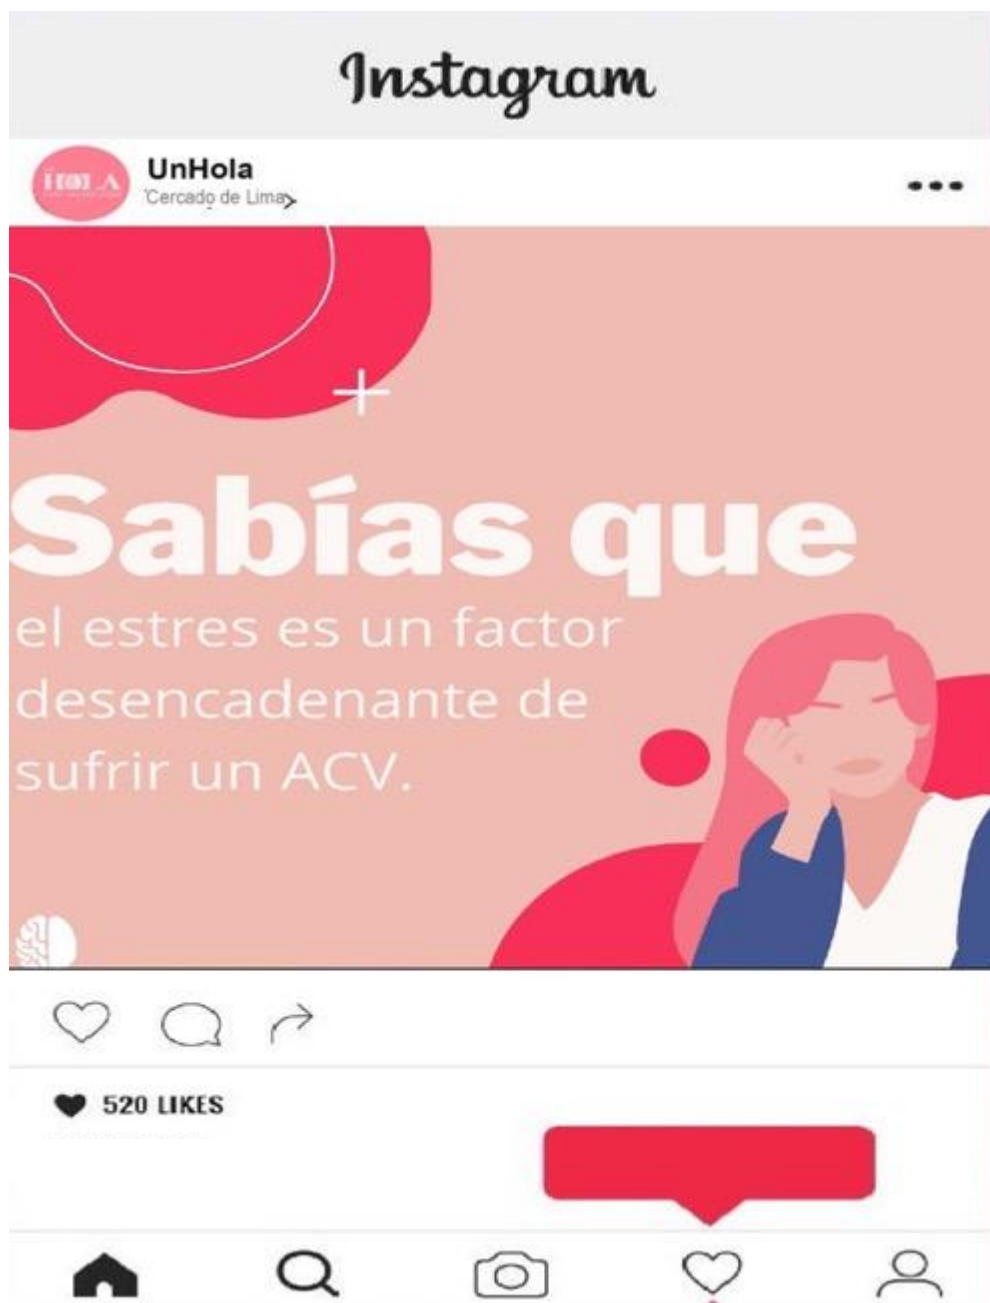 Instagram
HOLA
UnHola
Cercado de Lima
Sabías que
el estres es un factor
desencadenante de
sufrir un ACV.
520 LIKES